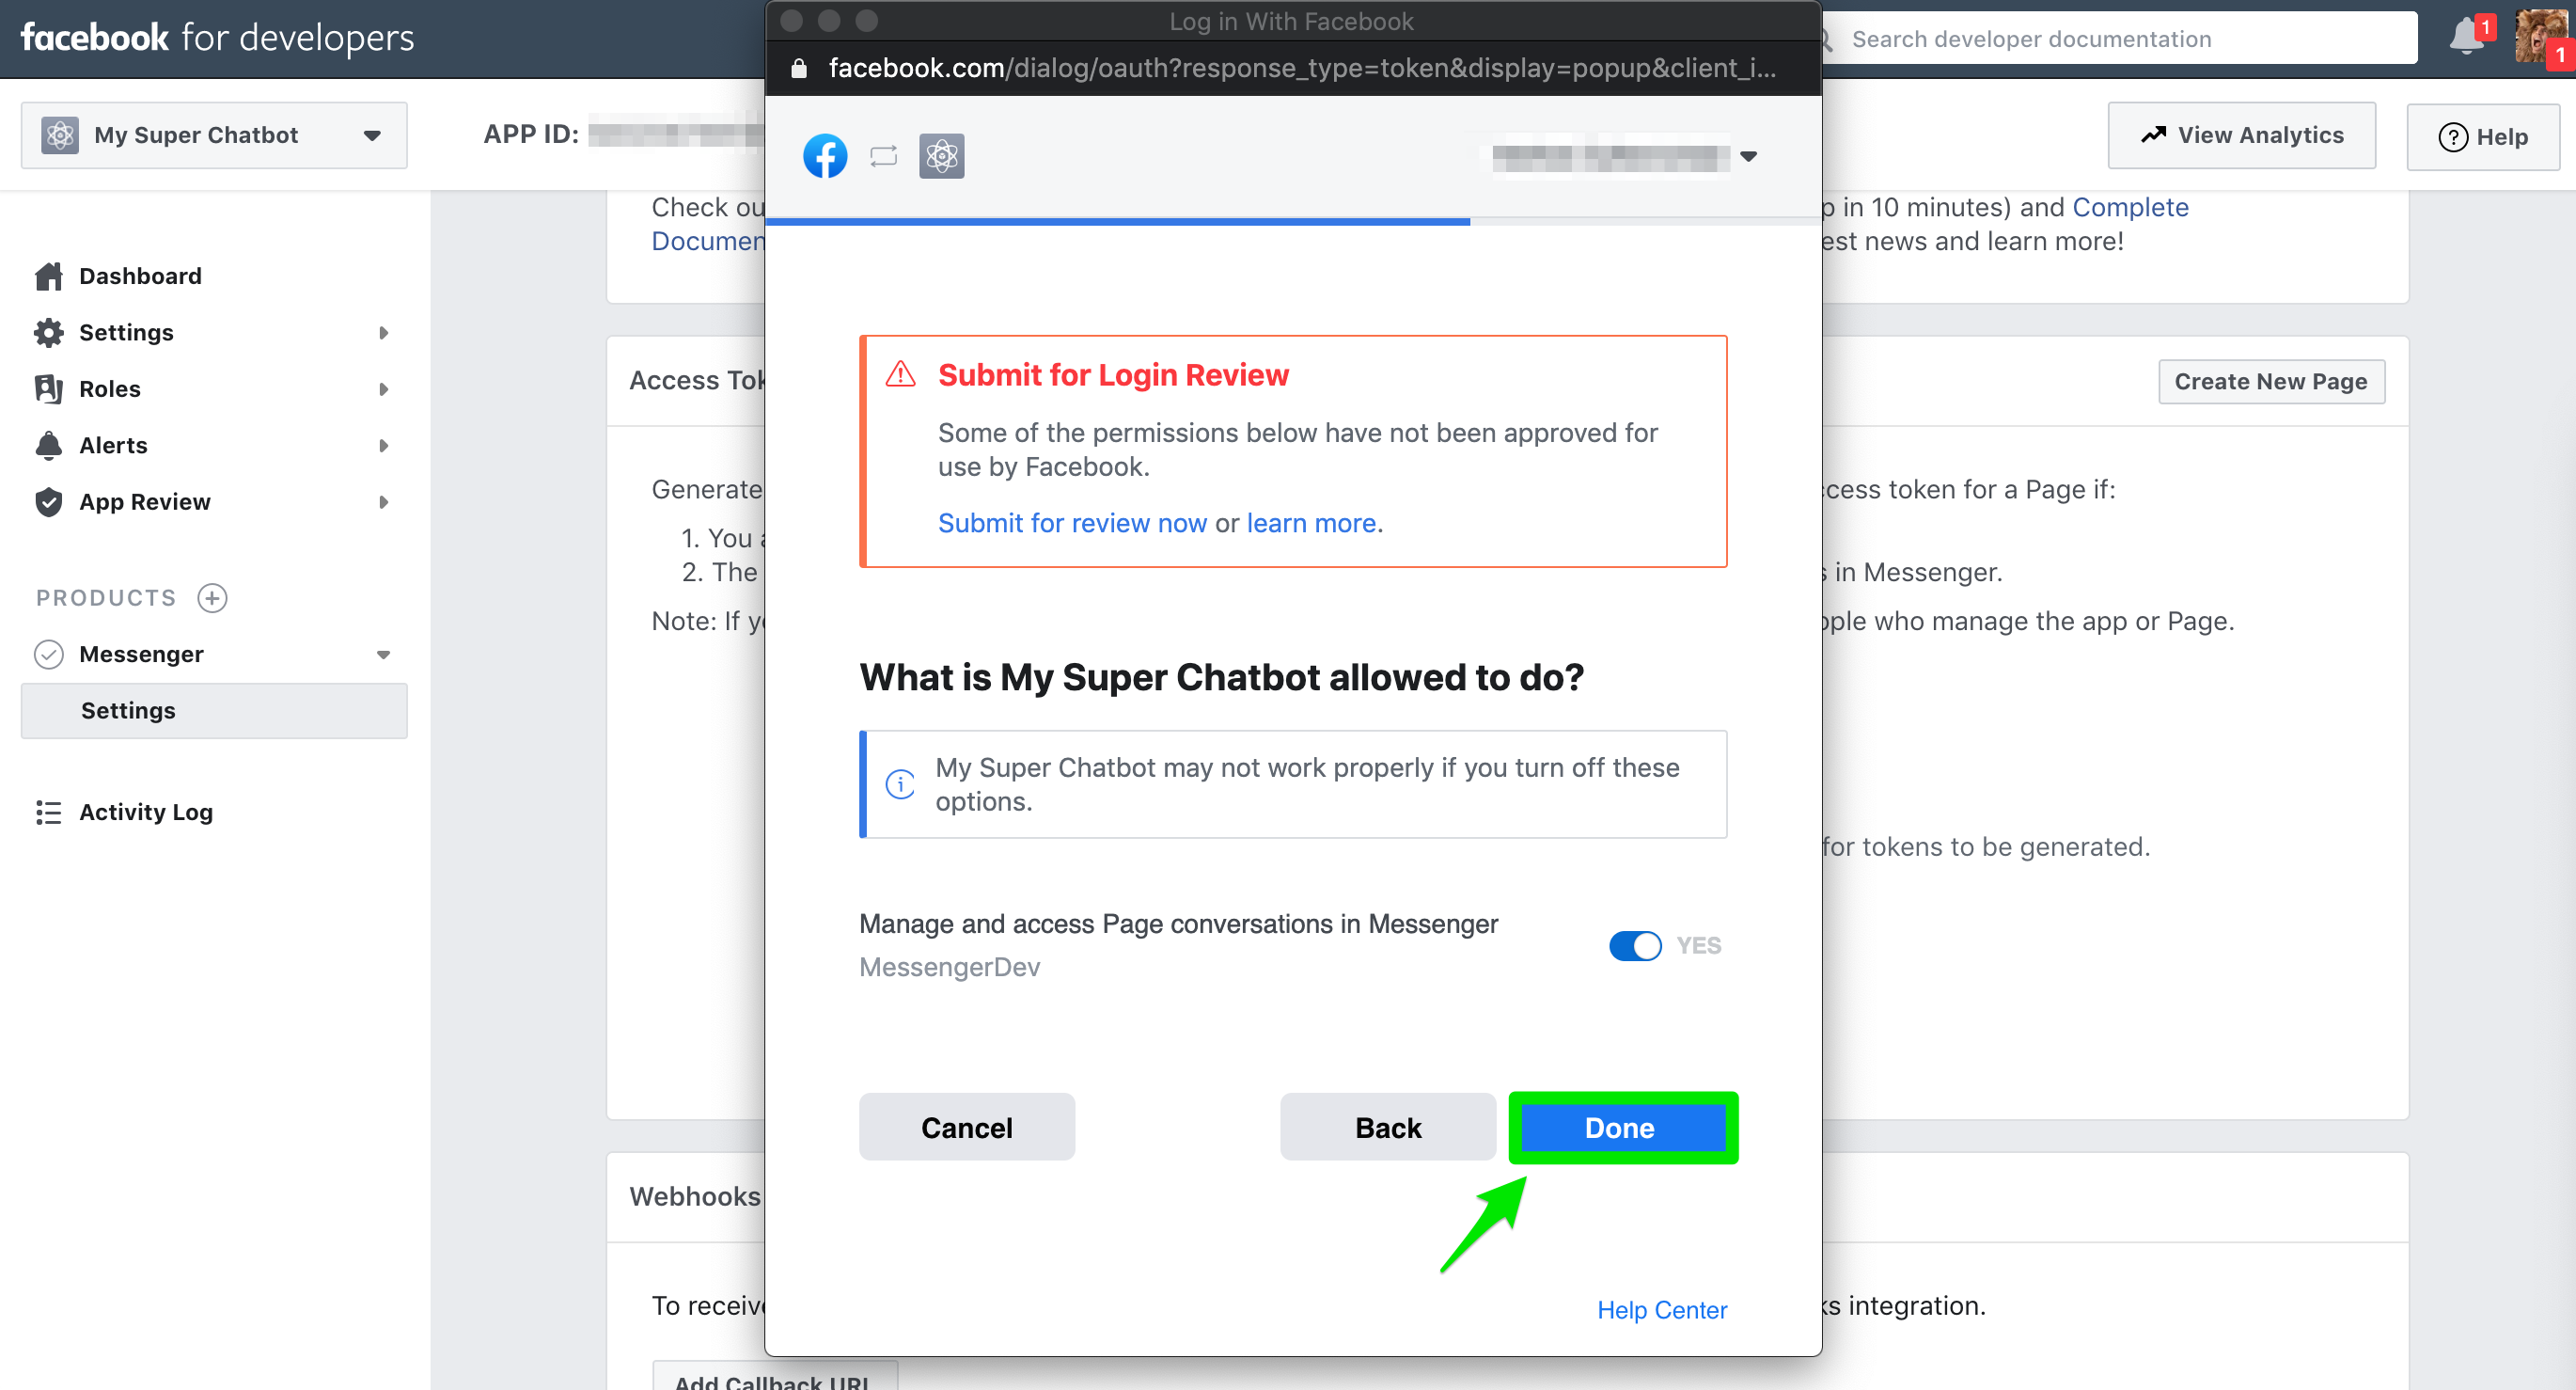 facebook for developers
Log in With Facebook
facebook.com/dialog/oauth?response_type=token&display=popup&client_i...
Search developer documentation
1
1
My Super Chatbot
APP ID:
View Analytics
Help
Dashboard
Settings
Roles
Alerts
App Review
PRODUCTS
Messenger
Settings
Activity Log
Check ou
Documen
p in 10 minutes) and Complete
est news and learn more!
Access Tok
Create New Page
Generate
ccess token for a Page if:
1. You a
2. The
s in Messenger.
Note: If yo
ople who manage the app or Page.
for tokens to be generated.
Webhooks
To receive
ks integration.
Add Callback URL
Submit for Login Review
Some of the permissions below have not been approved for
use by Facebook.
Submit for review now or learn more.
What is My Super Chatbot allowed to do?
My Super Chatbot may not work properly if you turn off these
options.
Manage and access Page conversations in Messenger
MessengerDev
YES
Cancel
Back
Done
Help Center